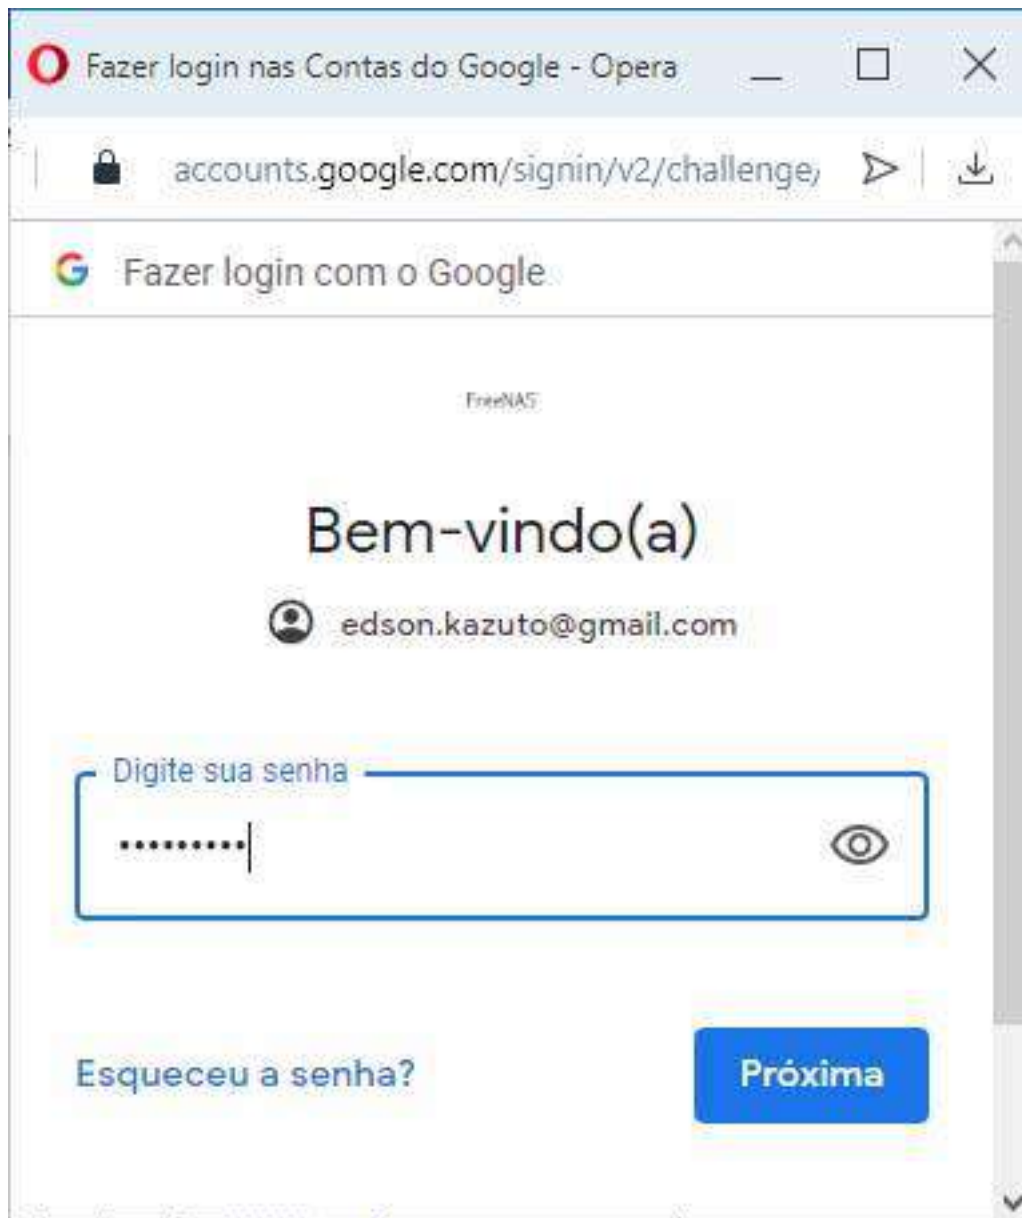 Fazer login nas Contas do Google - Opera
accounts.google.com/signin/v2/challenge/
Fazer login com o Google
FreeNAS
Bem-vindo(a)
edson.kazuto@gmail.com
Digite sua senha
•••••••••
Esqueceu a senha?
Próxima